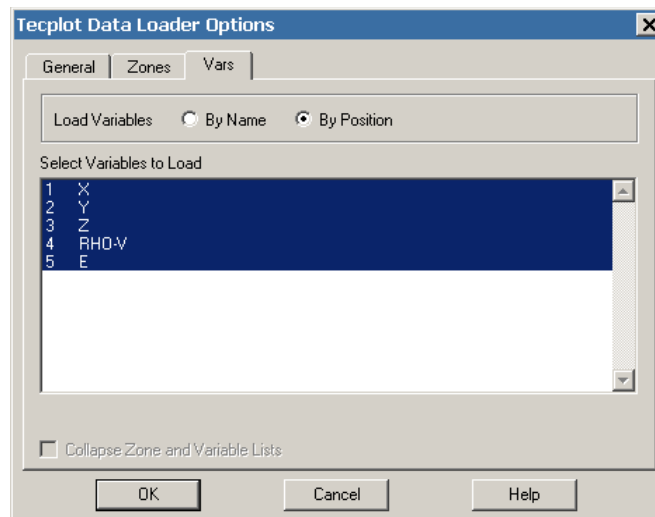 Tecplot Data Loader Options
General Zones Vars
Load Variables By Name By Position
Select Variables to Load
1 X
2 Y
3 Z
4 RHO-V
5 E
Collapse Zone and Variable Lists
OK Cancel Help